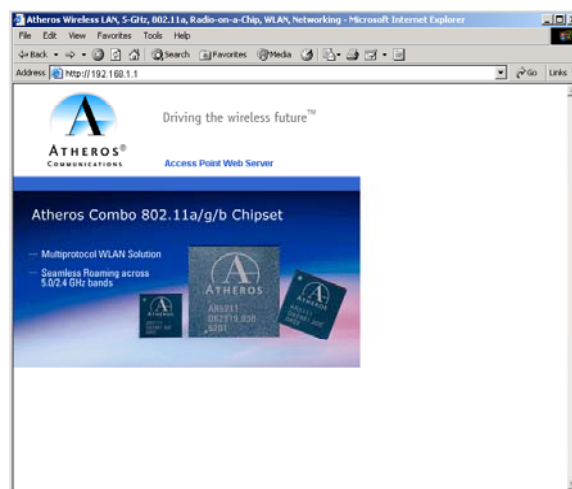 Atheros Wireless LAN, 5-GHz, 802.11a, Radio-on-a-Chip, WLAN, Networking - Microsoft Internet Explorer
File Edit View Favorites Tools Help
Back Search Favorites Media
Address http://192.168.1.1 Go Links
Driving the wireless future™
ATHEROS®
COMMUNICATIONS
Access Point Web Server
Atheros Combo 802.11a/g/b Chipset
— Multiprotocol WLAN Solution
— Seamless Roaming across
5.0/2.4 GHz bands
ATHEROS
AR5211